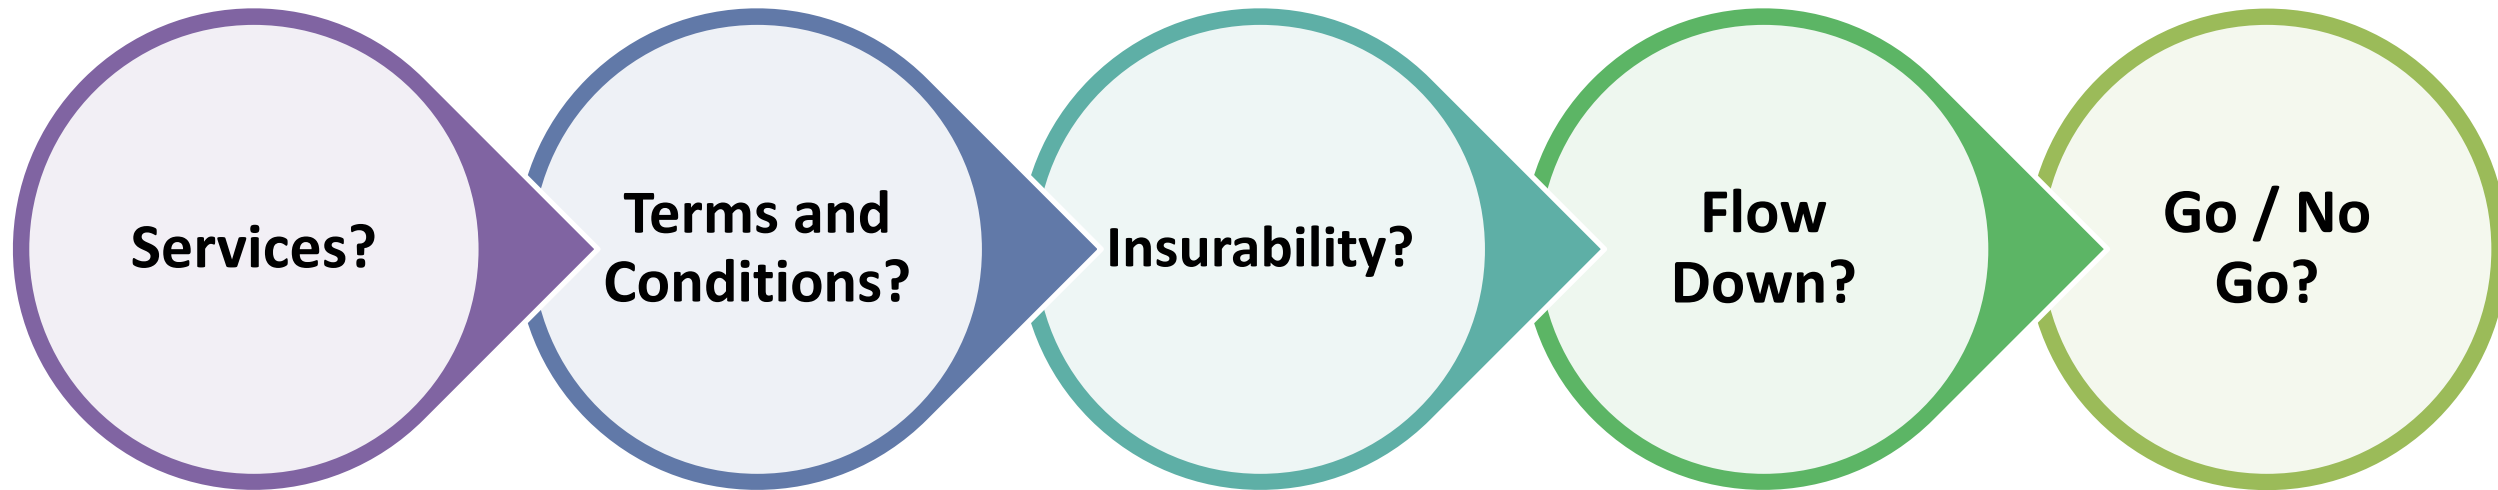 Services?
Terms and
Conditions?
Insurability?
Flow
Down?
Go / No
Go?